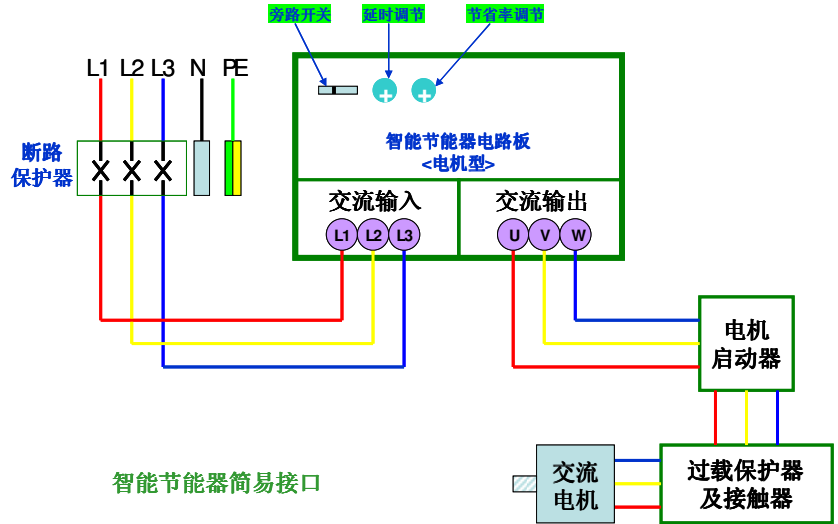 旁路开关 延时调节 节省率调节
L1 L2 L3 N PE
智能节能器电路板
<电机型>
断路
保护器
交流输入 交流输出
L1 L2 L3 U V W
电机
启动器
过载保护器
及接触器
交流
电机
智能节能器简易接口